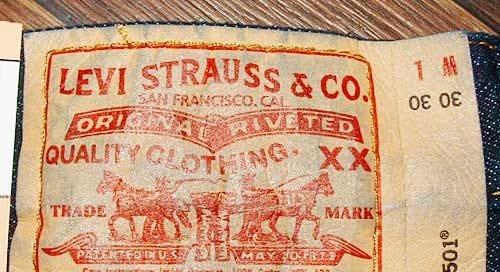 LEVI STRAUSS & CO.
SAN FRANCISCO, CAL.
ORIGINAL RIVETED
QUALITY CLOTHING. XX
TRADE MARK
PATENTED IN U.S. MAY 20 1873
1 M
30 30
501®